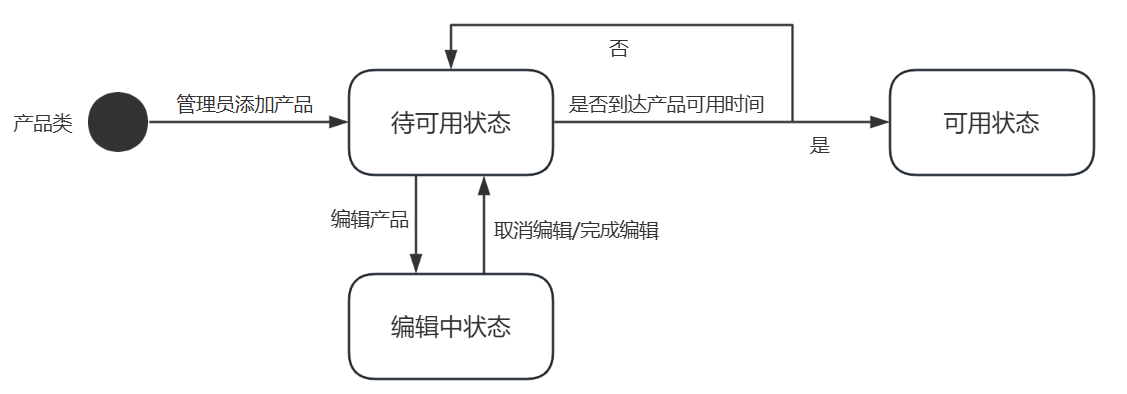 否
管理员添加产品
是否到达产品可用时间
产品类
待可用状态
可用状态
是
编辑产品
取消编辑/完成编辑
编辑中状态